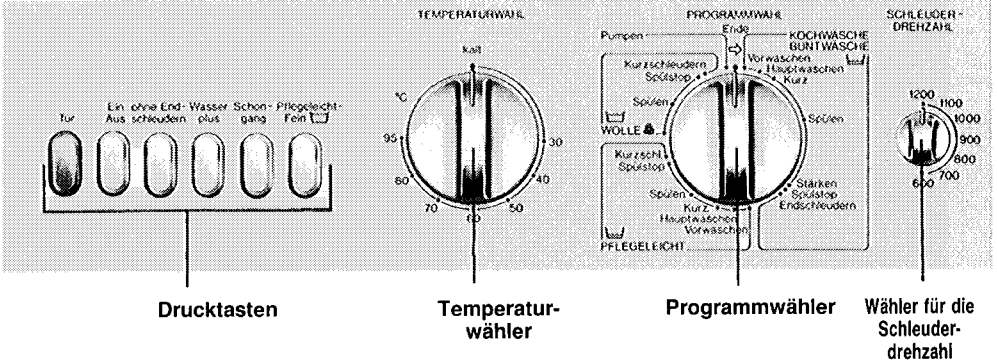 TEMPERATURWAHL
PROGRAMMWAHL
SCHLEUDER-
DREHZAHL
Tür
Ein
Aus
ohne End-
schleudern
Wasser
plus
Schon-
gang
Pflegeleicht-
Fein
kalt
°C
30
40
50
60
70
80
95
Ende
Pumpen
KOCHWÄSCHE
BUNTWÄSCHE
Vorwaschen
Hauptwaschen
Kurz
Spülen
Stärken
Spülstop
Endschleudern
Kurzschleudern
Spülstop
Spülen
WOLLE
Kurzschl.
Spülstop
Spülen
Kurz
Hauptwaschen
Vorwaschen
PFLEGELEICHT
1200
1100
1000
900
800
700
600
Drucktasten
Temperatur-
wähler
Programmwähler
Wähler für die
Schleuder-
drehzahl